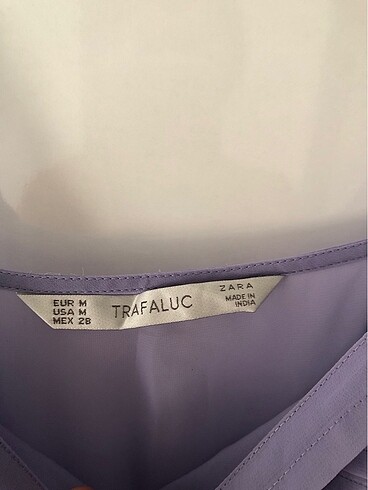 EUR M
USA M
MEX 28
TRAFALUC
ZARA
MADE IN
INDIA